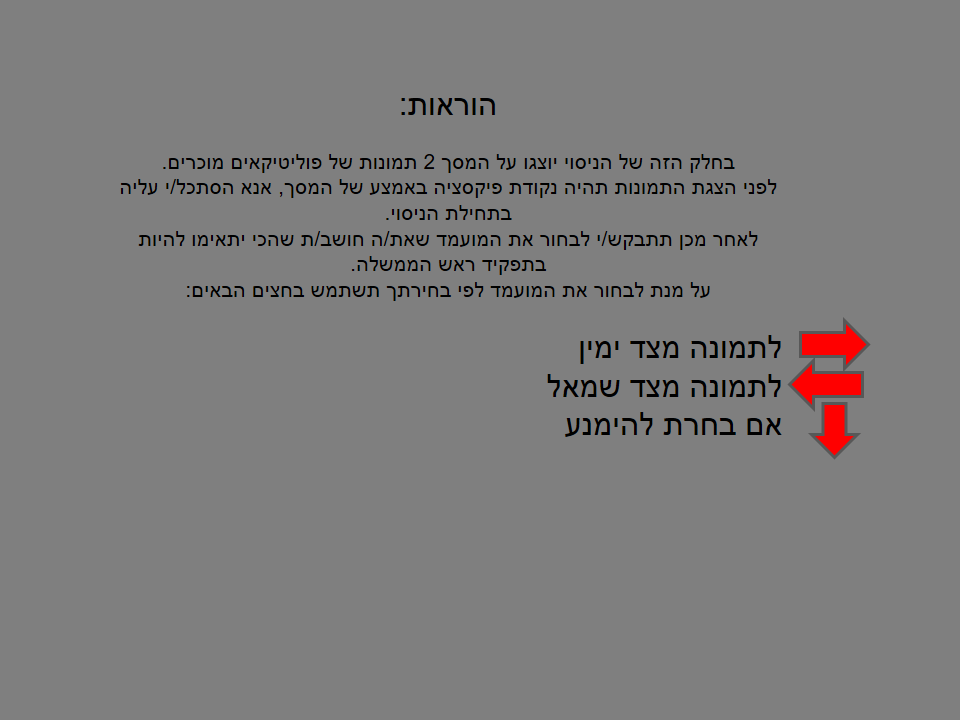 הוראות:
בחלק הזה של הניסוי יוצגו על המסך 2 תמונות של פוליטיקאים מוכרים.
לפני הצגת התמונות תהיה נקודת פיקסציה באמצע של המסך, אנא הסתכל/י עליה
בתחילת הניסוי.
לאחר מכן תתבקש/י לבחור את המועמד שאת/ה חושב/ת שהכי יתאימו להיות
בתפקיד ראש הממשלה.
על מנת לבחור את המועמד לפי בחירתך תשתמש בחצים הבאים:
לתמונה מצד ימין
לתמונה מצד שמאל
אם בחרת להימנע